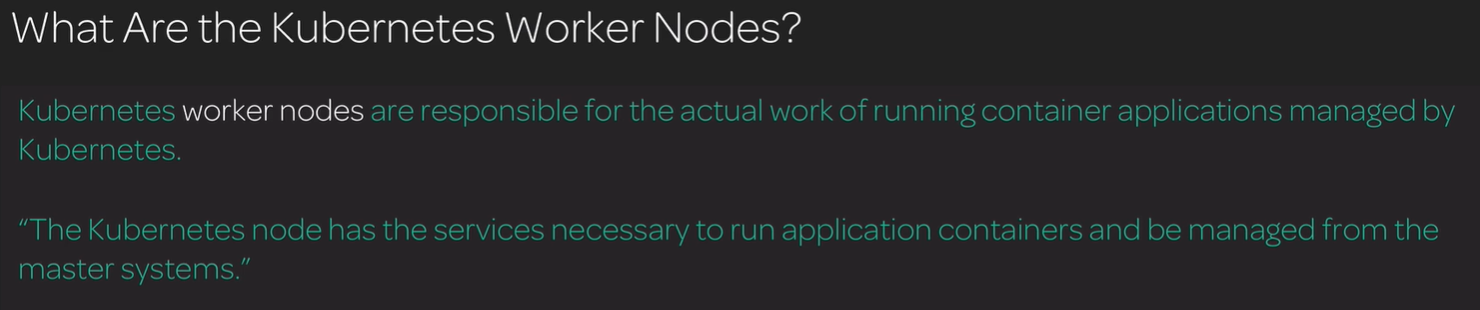 What Are the Kubernetes Worker Nodes?
Kubernetes worker nodes are responsible for the actual work of running container applications managed by
Kubernetes.
“The Kubernetes node has the services necessary to run application containers and be managed from the
master systems.”